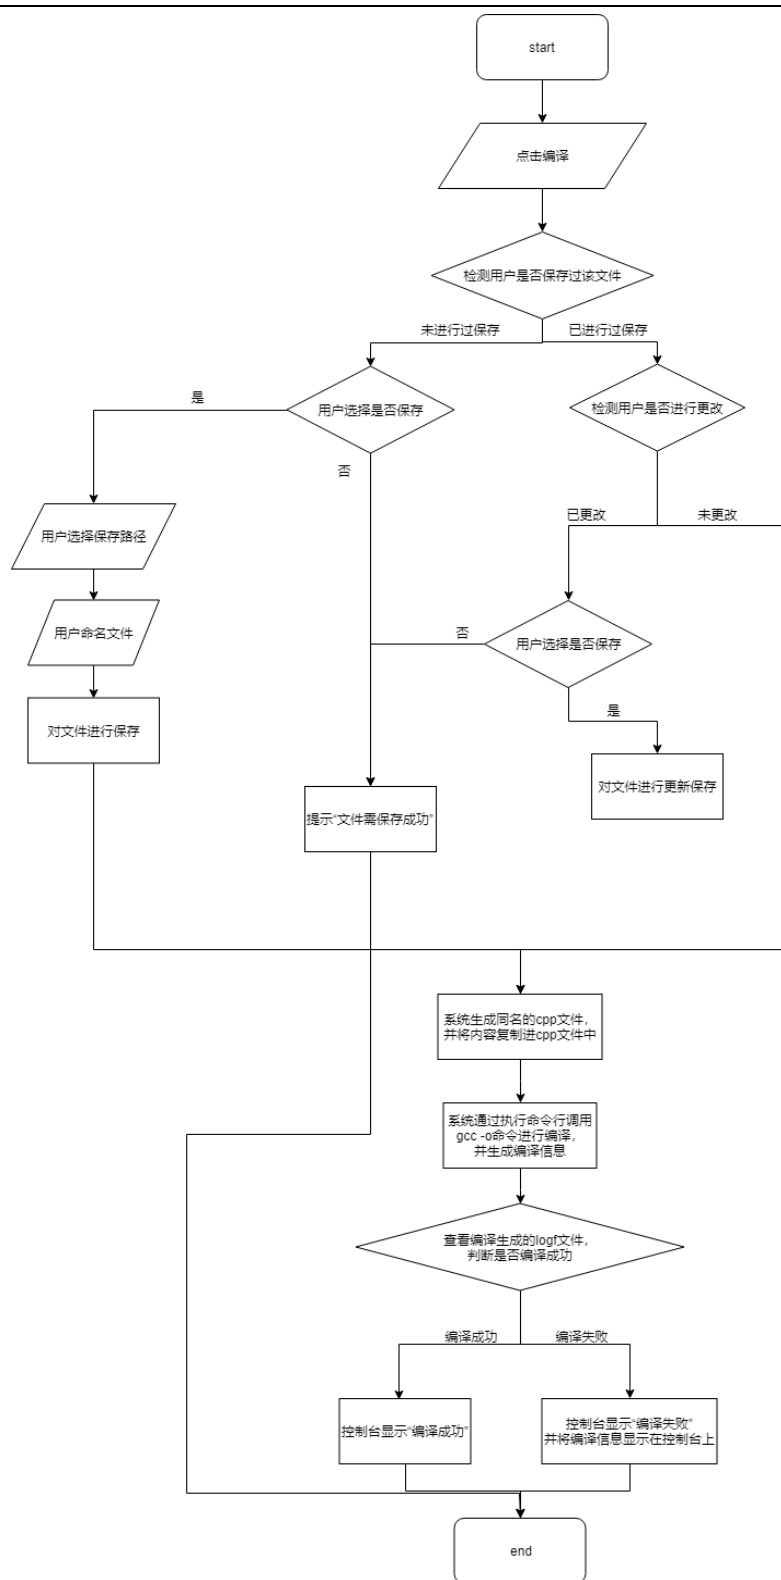 start
点击编译
检测用户是否保存过该文件
未进行过保存
已进行过保存
是
用户选择是否保存
检测用户是否进行更改
否
用户选择保存路径
已更改
未更改
用户命名文件
否
用户选择是否保存
是
对文件进行保存
对文件进行更新保存
提示“文件需保存成功”
系统生成同名的cpp文件，
并将内容复制进cpp文件中
系统通过执行命令行调用
gcc -o命令进行编译，
并生成编译信息
查看编译生成的logf文件，
判断是否编译成功
编译成功
编译失败
控制台显示“编译成功”
控制台显示“编译失败”
并将编译信息显示在控制台上
end